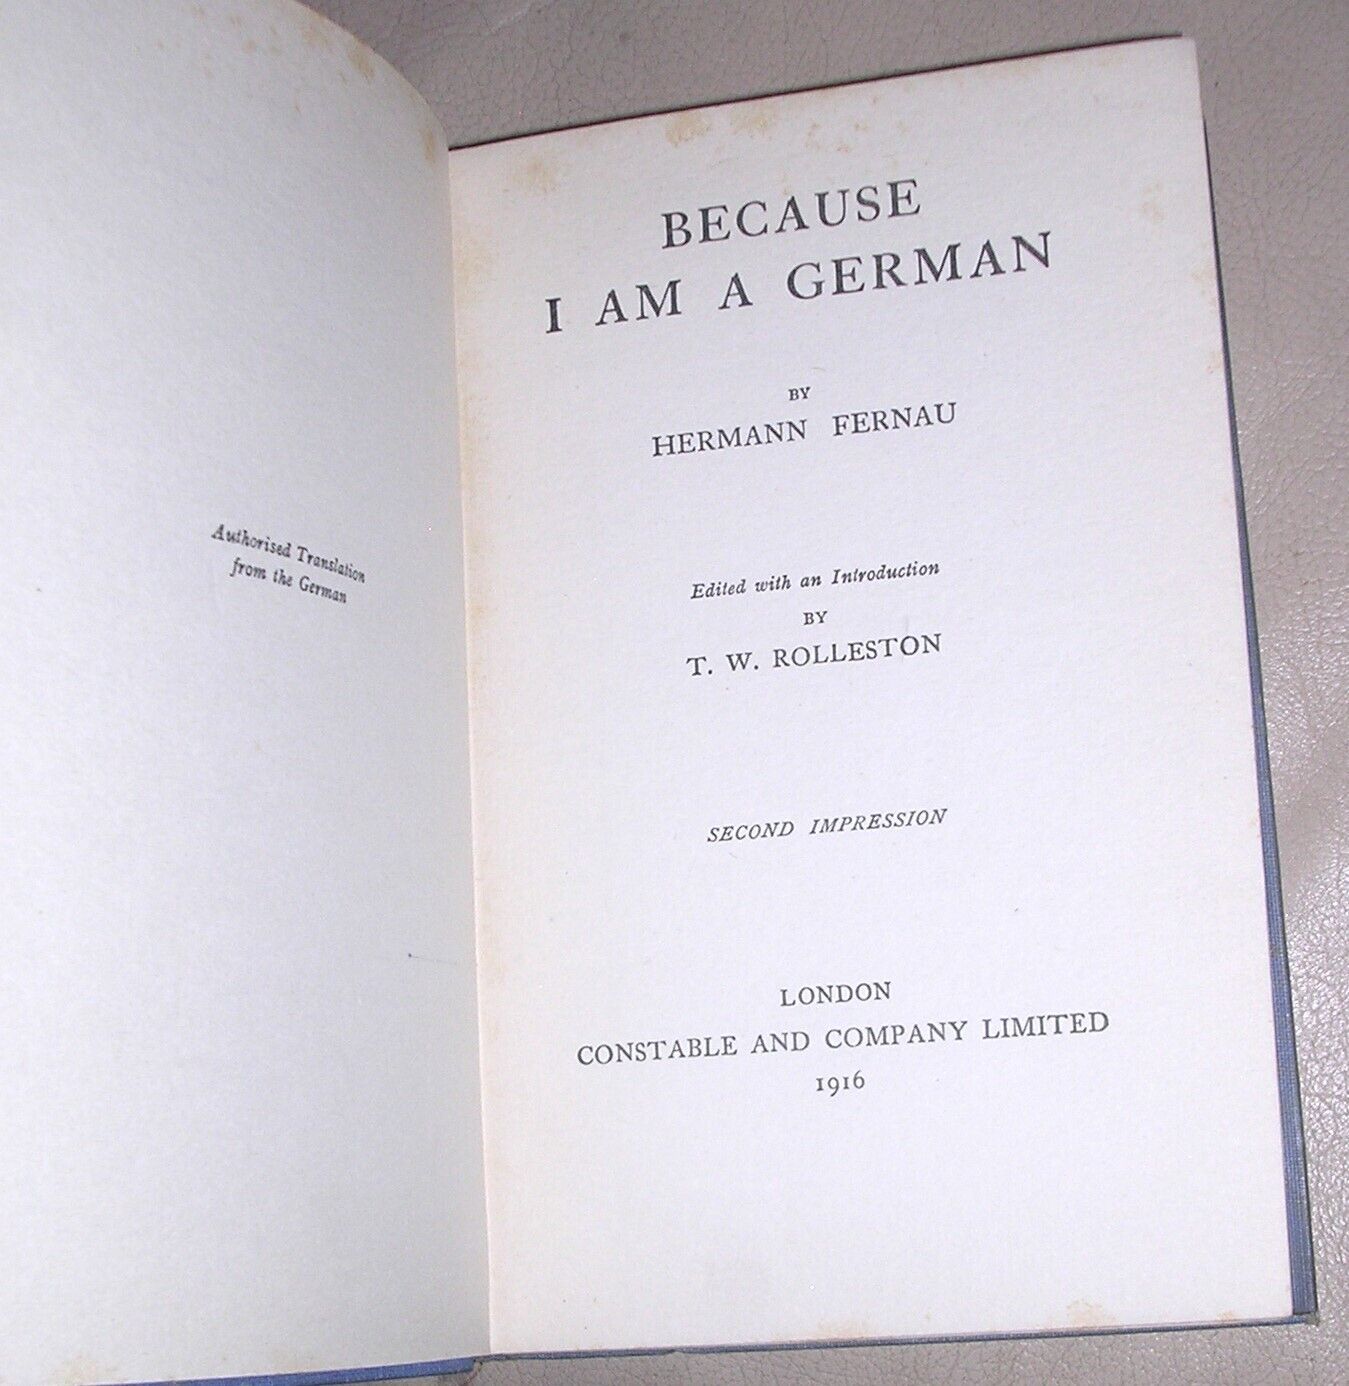 Authorised Translation
from the German
BECAUSE
I AM A GERMAN
BY
HERMANN FERNAU
Edited with an Introduction
BY
T. W. ROLLESTON
SECOND IMPRESSION
LONDON
CONSTABLE AND COMPANY LIMITED
1916